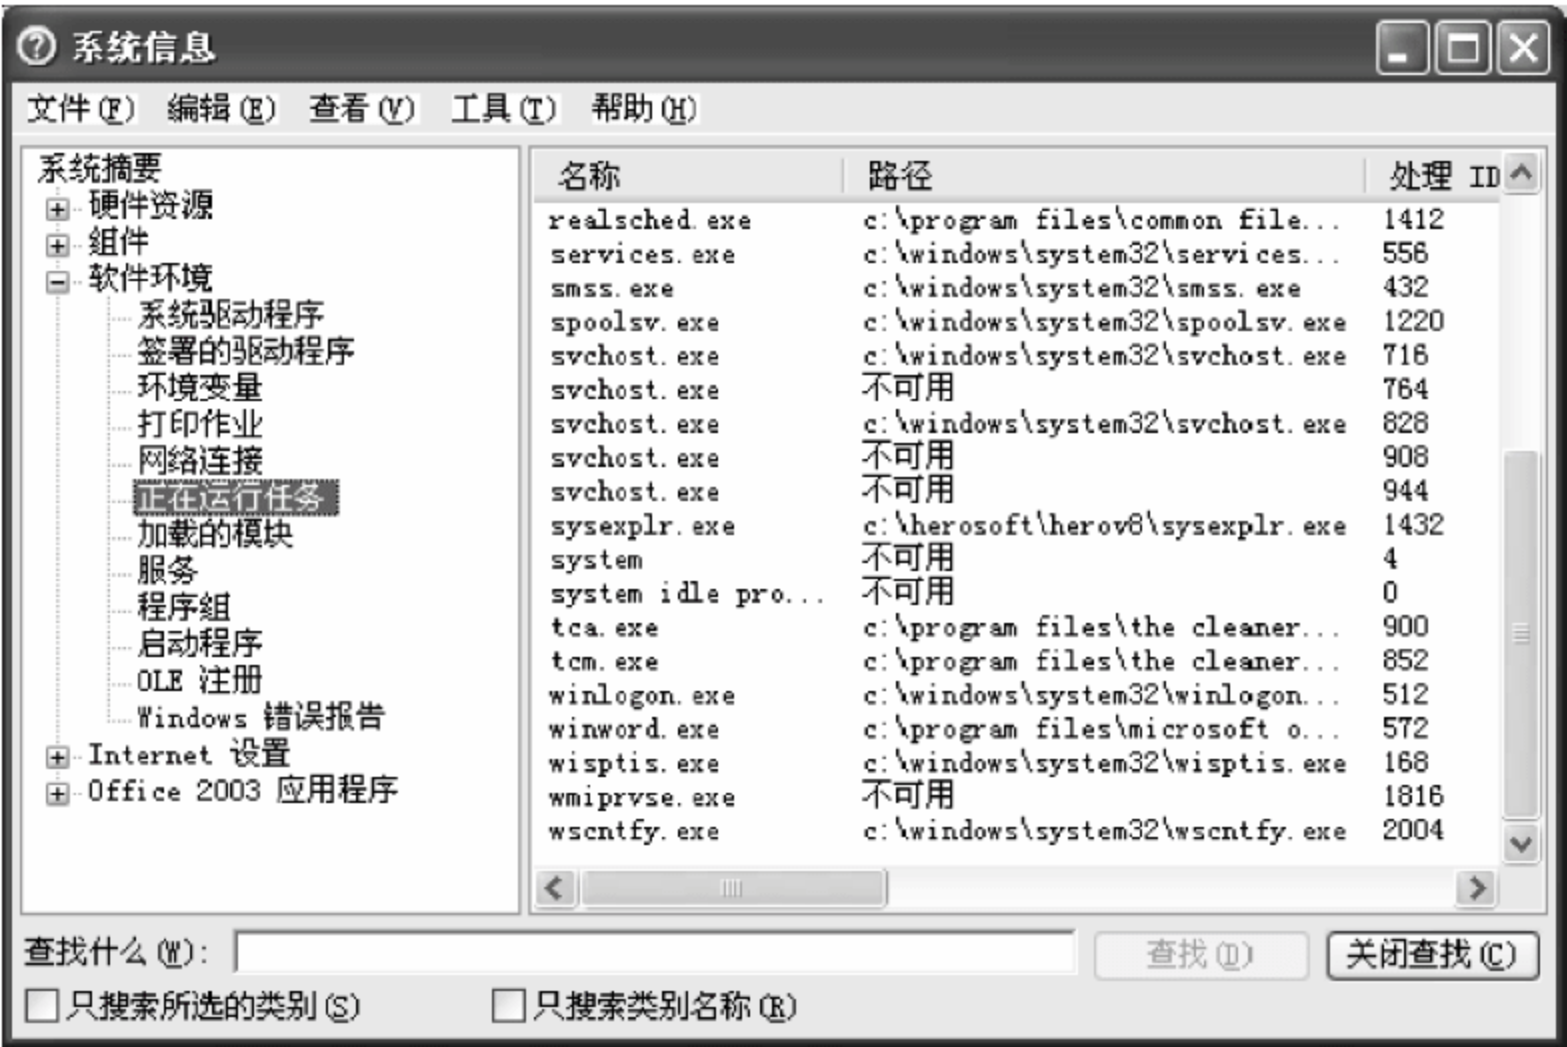 系统信息
文件(F) 编辑(E) 查看(V) 工具(T) 帮助(H)
系统摘要
硬件资源
组件
软件环境
系统驱动程序
签署的驱动程序
环境变量
打印作业
网络连接
正在运行任务
加载的模块
服务
程序组
启动程序
OLE 注册
Windows 错误报告
Internet 设置
Office 2003 应用程序
名称 路径 处理 ID
realsched.exe c:\program files\common file... 1412
services.exe c:\windows\system32\services... 556
smss.exe c:\windows\system32\smss.exe 432
spoolsv.exe c:\windows\system32\spoolsv.exe 1220
svchost.exe c:\windows\system32\svchost.exe 716
svchost.exe 不可用 764
svchost.exe c:\windows\system32\svchost.exe 828
svchost.exe 不可用 908
svchost.exe 不可用 944
sysexplr.exe c:\herosoft\herov8\sysexplr.exe 1432
system 不可用 4
system idle pro... 不可用 0
tca.exe c:\program files\the cleaner... 900
tcm.exe c:\program files\the cleaner... 852
winlogon.exe c:\windows\system32\winlogon... 512
winword.exe c:\program files\microsoft o... 572
wisptis.exe c:\windows\system32\wisptis.exe 168
wmiprvse.exe 不可用 1816
wscntfy.exe c:\windows\system32\wscntfy.exe 2004
查找什么(W): 查找(D) 关闭查找(C)
只搜索所选的类别(S) 只搜索类别名称(R)